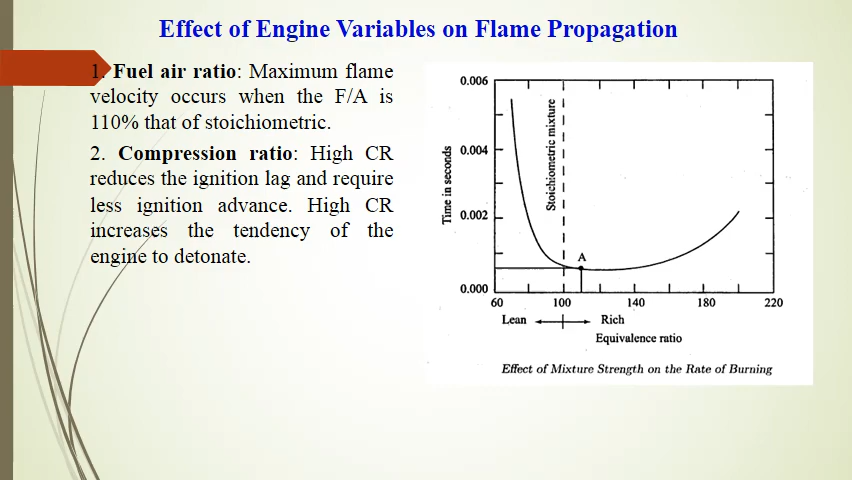 Effect of Engine Variables on Flame Propagation
1. Fuel air ratio: Maximum flame
velocity occurs when the F/A is
110% that of stoichiometric.
2. Compression ratio: High CR
reduces the ignition lag and require
less ignition advance. High CR
increases the tendency of the
engine to detonate.
0.006
0.004
0.002
0.000
Time in seconds
Stoichiometric mixture
A
60 100 140 180 220
Lean Rich
Equivalence ratio
Effect of Mixture Strength on the Rate of Burning